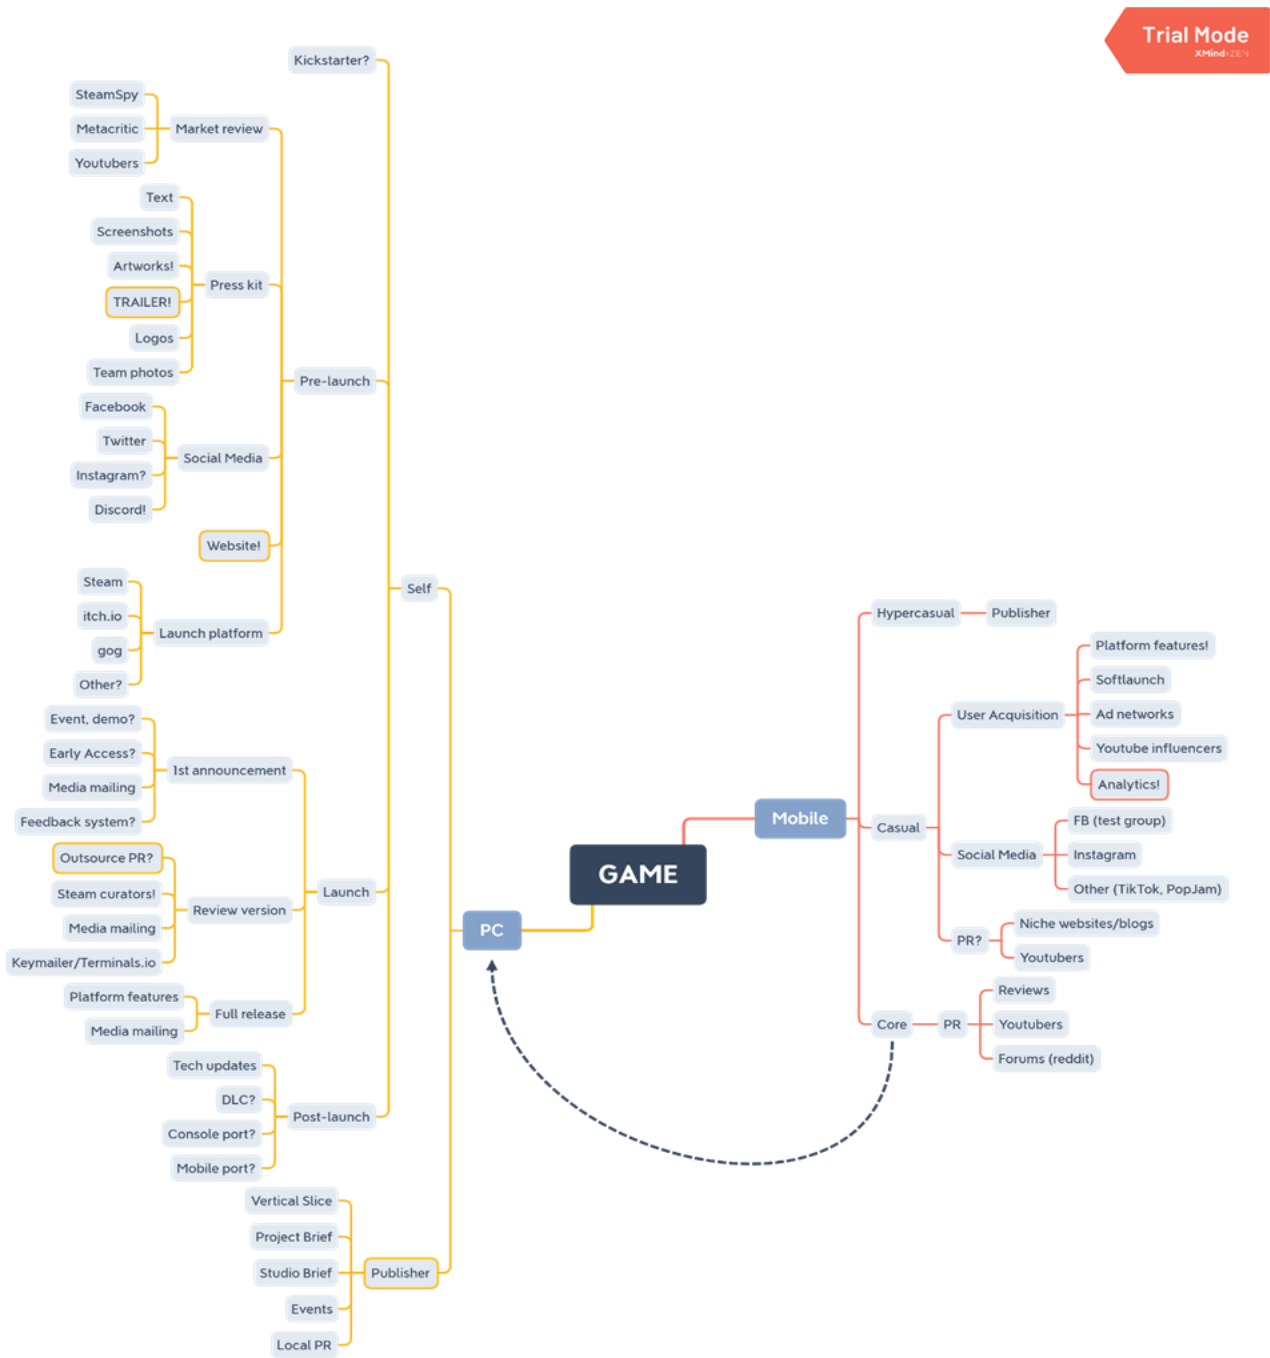 Trial Mode
XMind:ZEN
Kickstarter?
SteamSpy
Metacritic
Youtubers
Market review
Text
Screenshots
Artworks!
TRAILER!
Logos
Team photos
Press kit
Pre-launch
Facebook
Twitter
Instagram?
Discord!
Social Media
Website!
Steam
itch.io
gog
Other?
Launch platform
Self
Event, demo?
Early Access?
Media mailing
Feedback system?
1st announcement
Outsource PR?
Steam curators!
Media mailing
Keymailer/Terminals.io
Review version
Launch
Platform features
Media mailing
Full release
Tech updates
DLC?
Console port?
Mobile port?
Post-launch
Vertical Slice
Project Brief
Studio Brief
Events
Local PR
Publisher
PC
GAME
Mobile
Hypercasual
Publisher
Casual
User Acquisition
Platform features!
Softlaunch
Ad networks
Youtube influencers
Analytics!
Social Media
FB (test group)
Instagram
Other (TikTok, PopJam)
PR?
Niche websites/blogs
Youtubers
Core
PR
Reviews
Youtubers
Forums (reddit)